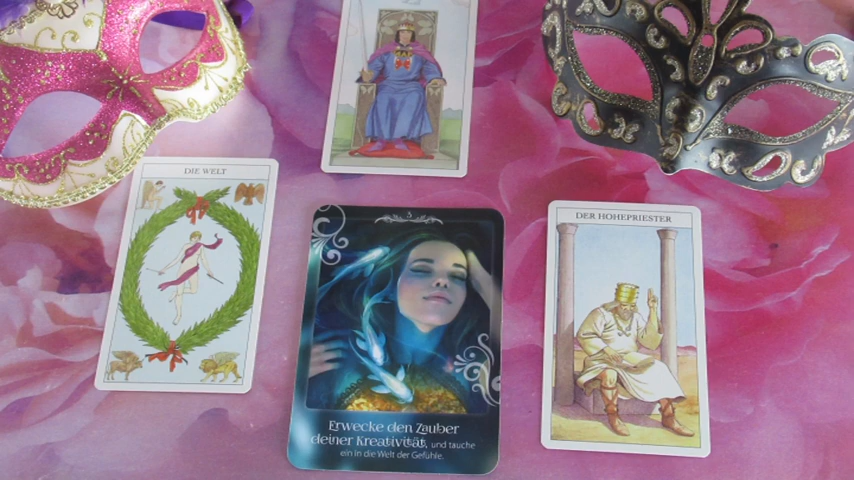 DIE WELT
5
Erwecke den Zauber
deiner Kreativität, und tauche
ein in die Welt der Gefühle.
DER HOHEPRIESTER